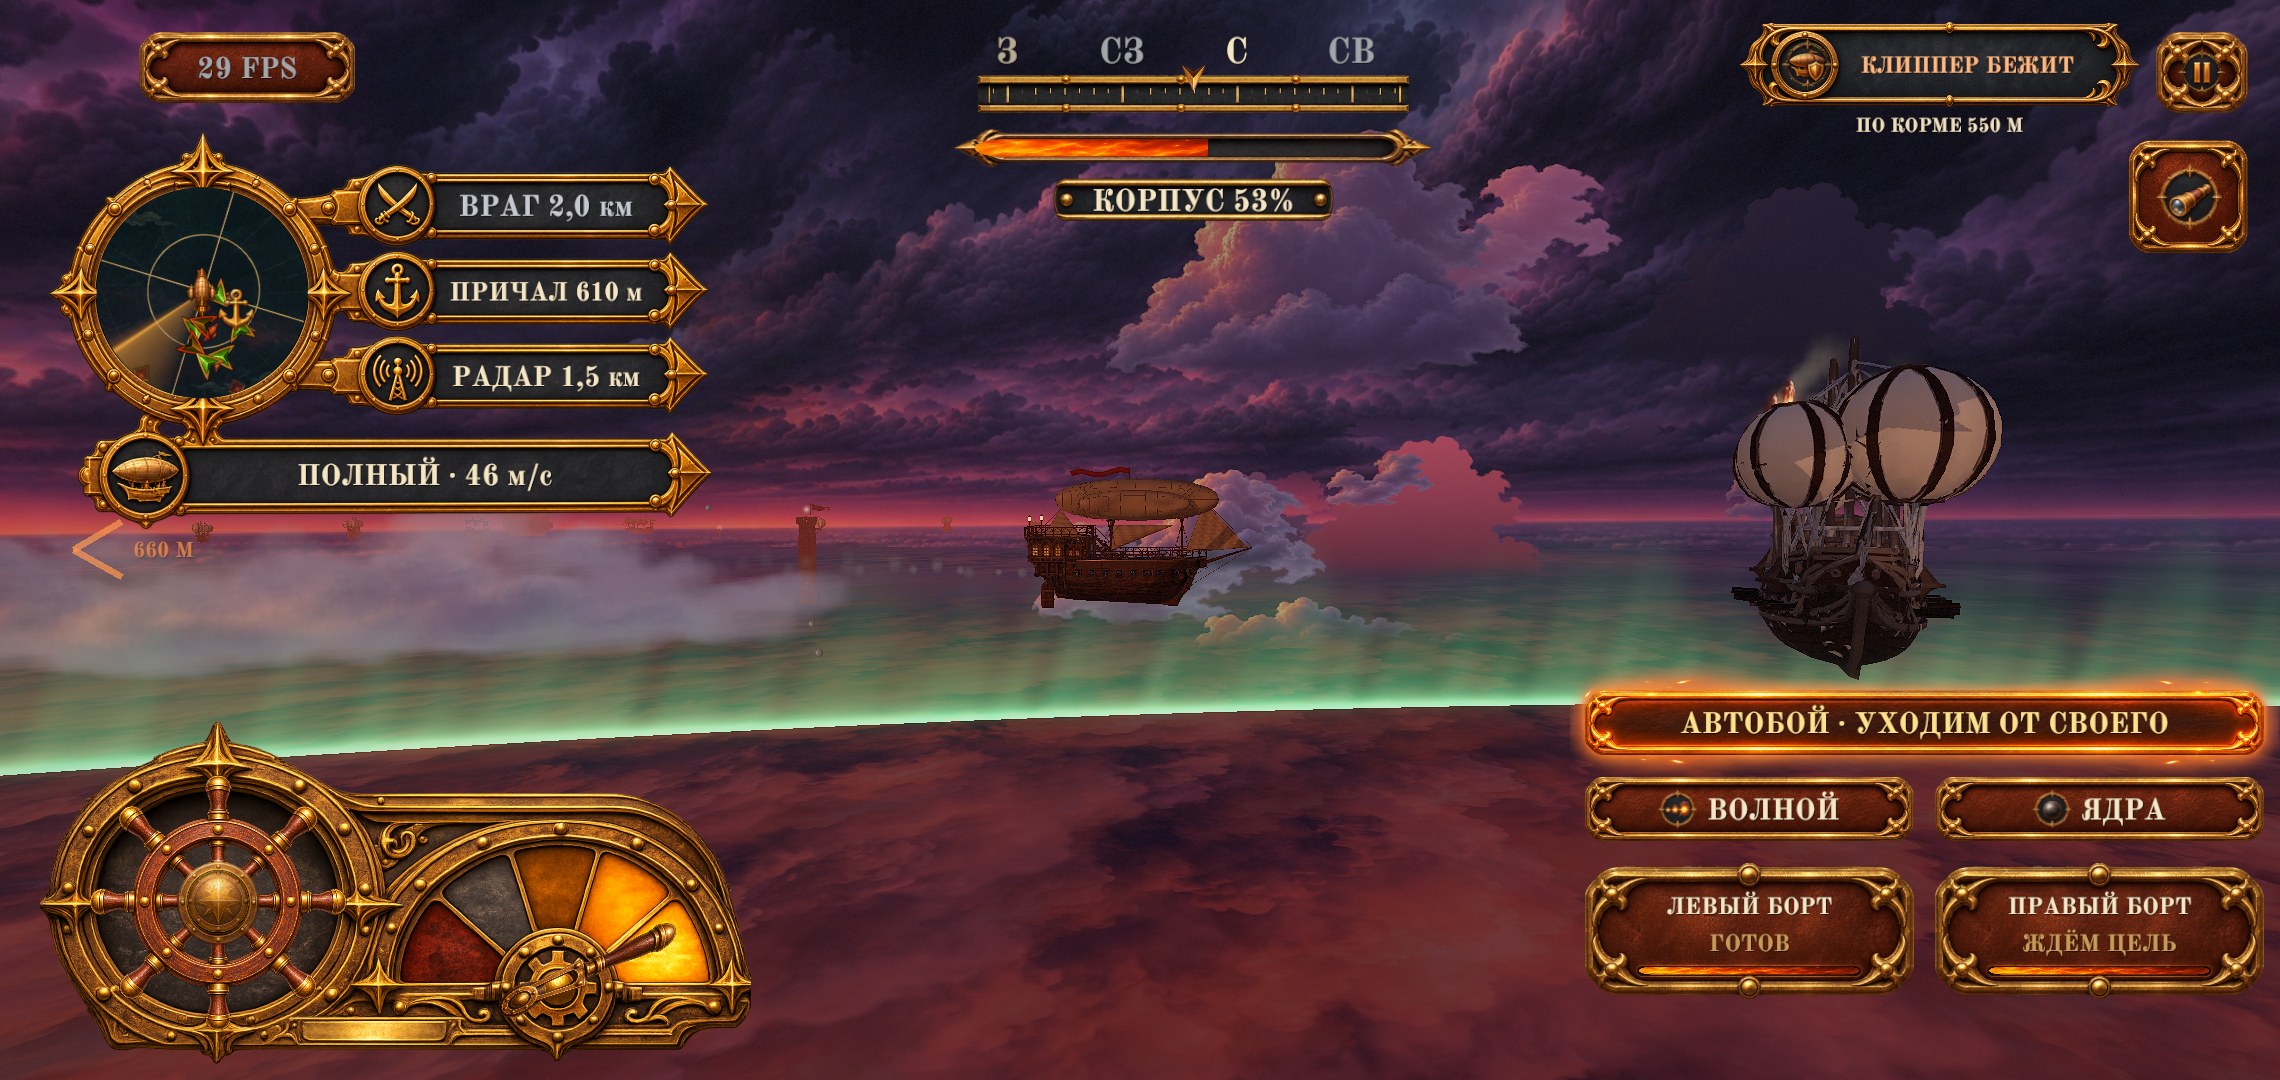 29 FPS
З СЗ С СВ
КЛИППЕР БЕЖИТ
ПО КОРМЕ 550 М
КОРПУС 53%
ВРАГ 2,0 км
ПРИЧАЛ 610 м
РАДАР 1,5 км
ПОЛНЫЙ · 46 м/с
660 М
АВТОБОЙ · УХОДИМ ОТ СВОЕГО
ВОЛНОЙ
ЯДРА
ЛЕВЫЙ БОРТ
ГОТОВ
ПРАВЫЙ БОРТ
ЖДЁМ ЦЕЛЬ